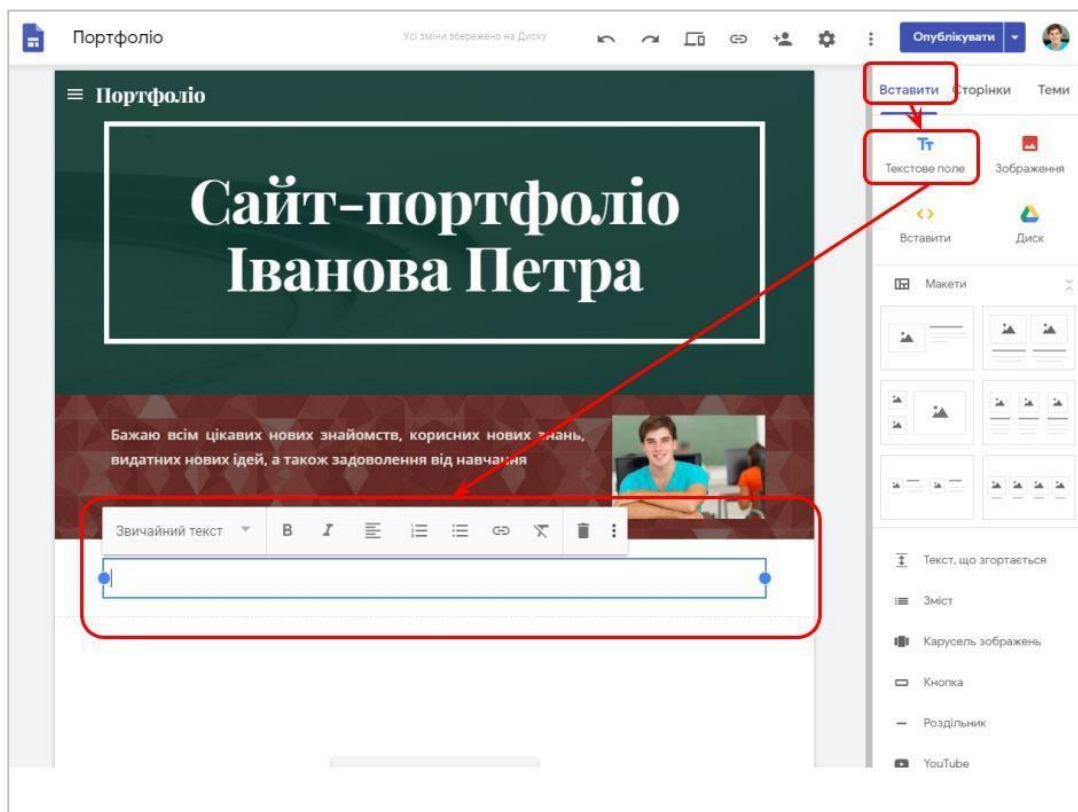 Портфоліо
Усі зміни збережено на Диску
Опублікувати
Портфоліо
Сайт-портфоліо
Іванова Петра
Бажаю всім цікавих нових знайомств, корисних нових знань,
видатних нових ідей, а також задоволення від навчання
Звичайний текст
B I
Вставити Сторінки Теми
Tт
Текстове поле Зображення
Вставити Диск
Макети
Текст, що згортається
Зміст
Карусель зображень
Кнопка
Роздільник
YouTube